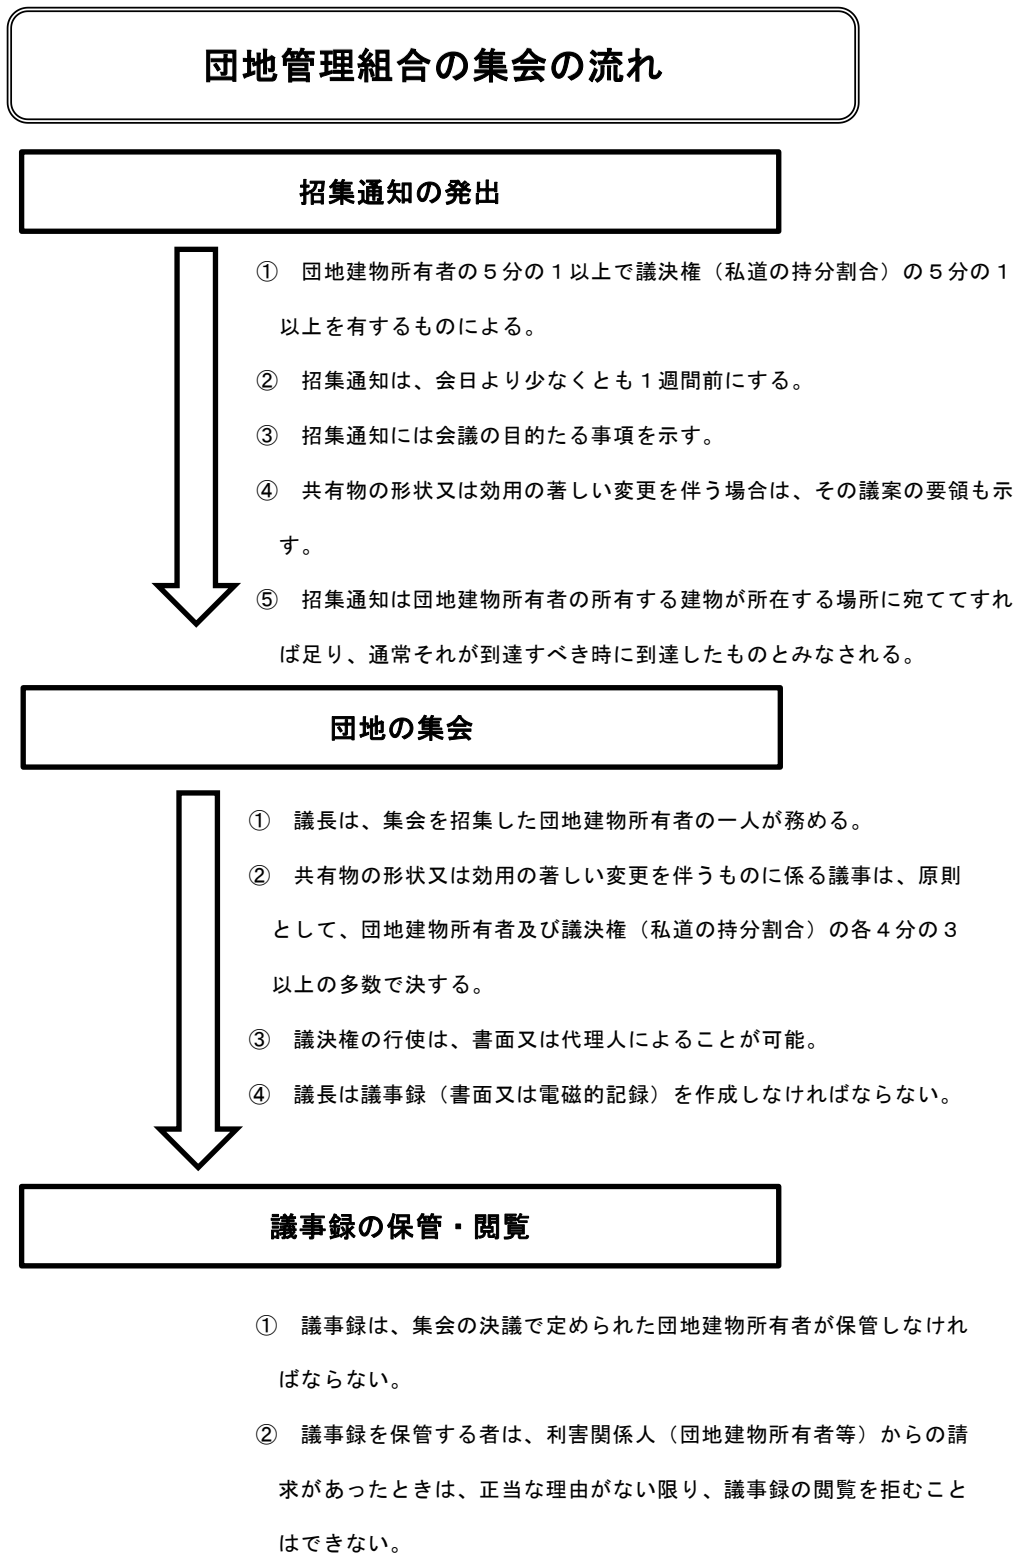 団地管理組合の集会の流れ
招集通知の発出
① 団地建物所有者の５分の１以上で議決権（私道の持分割合）の５分の１
以上を有するものによる。
② 招集通知は、会日より少なくとも１週間前にする。
③ 招集通知には会議の目的たる事項を示す。
④ 共有物の形状又は効用の著しい変更を伴う場合は、その議案の要領も示
す。
⑤ 招集通知は団地建物所有者の所有する建物が所在する場所に宛ててすれ
ば足り、通常それが到達すべき時に到達したものとみなされる。
団地の集会
① 議長は、集会を招集した団地建物所有者の一人が務める。
② 共有物の形状又は効用の著しい変更を伴うものに係る議事は、原則
として、団地建物所有者及び議決権（私道の持分割合）の各４分の３
以上の多数で決する。
③ 議決権の行使は、書面又は代理人によることが可能。
④ 議長は議事録（書面又は電磁的記録）を作成しなければならない。
議事録の保管・閲覧
① 議事録は、集会の決議で定められた団地建物所有者が保管しなけれ
ばならない。
② 議事録を保管する者は、利害関係人（団地建物所有者等）からの請
求があったときは、正当な理由がない限り、議事録の閲覧を拒むこと
はできない。